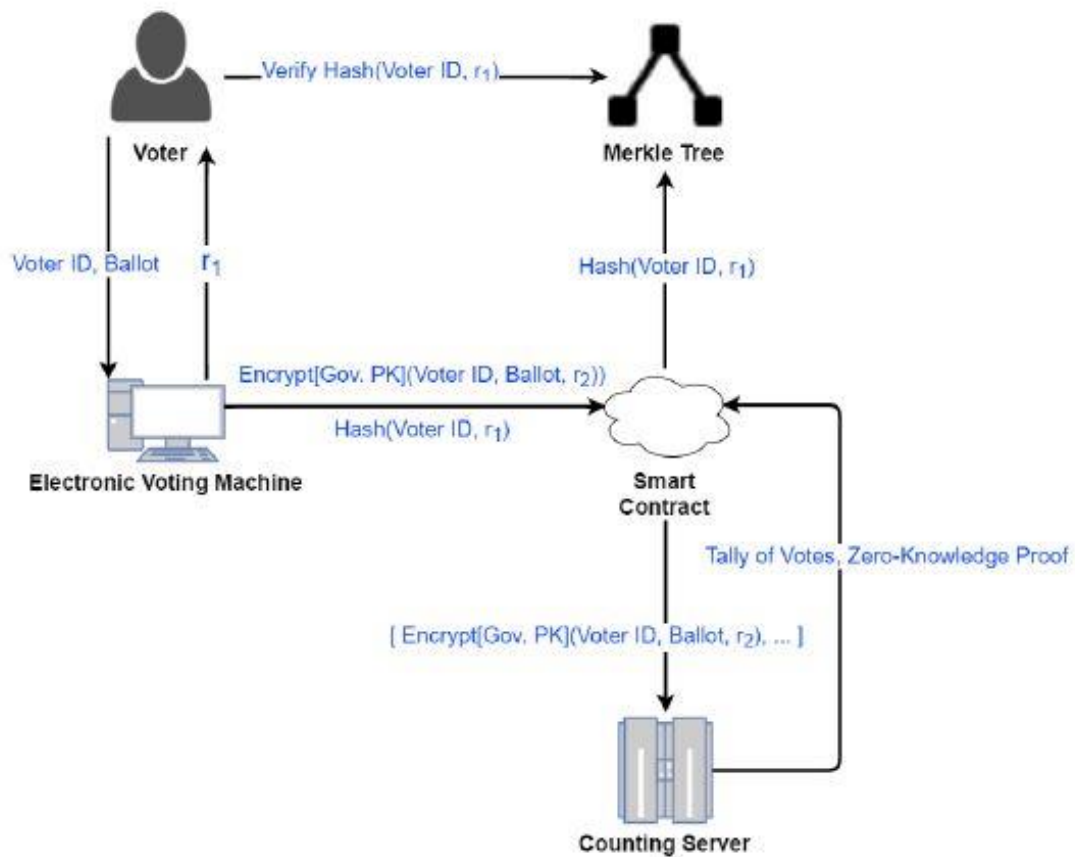 Verify Hash(Voter ID, r₁)
Voter
Merkle Tree
Voter ID, Ballot
r₁
Hash(Voter ID, r₁)
Encrypt[Gov. PK](Voter ID, Ballot, r₂))
Hash(Voter ID, r₁)
Electronic Voting Machine
Smart
Contract
Tally of Votes, Zero-Knowledge Proof
[ Encrypt[Gov. PK](Voter ID, Ballot, r₂), ... ]
Counting Server